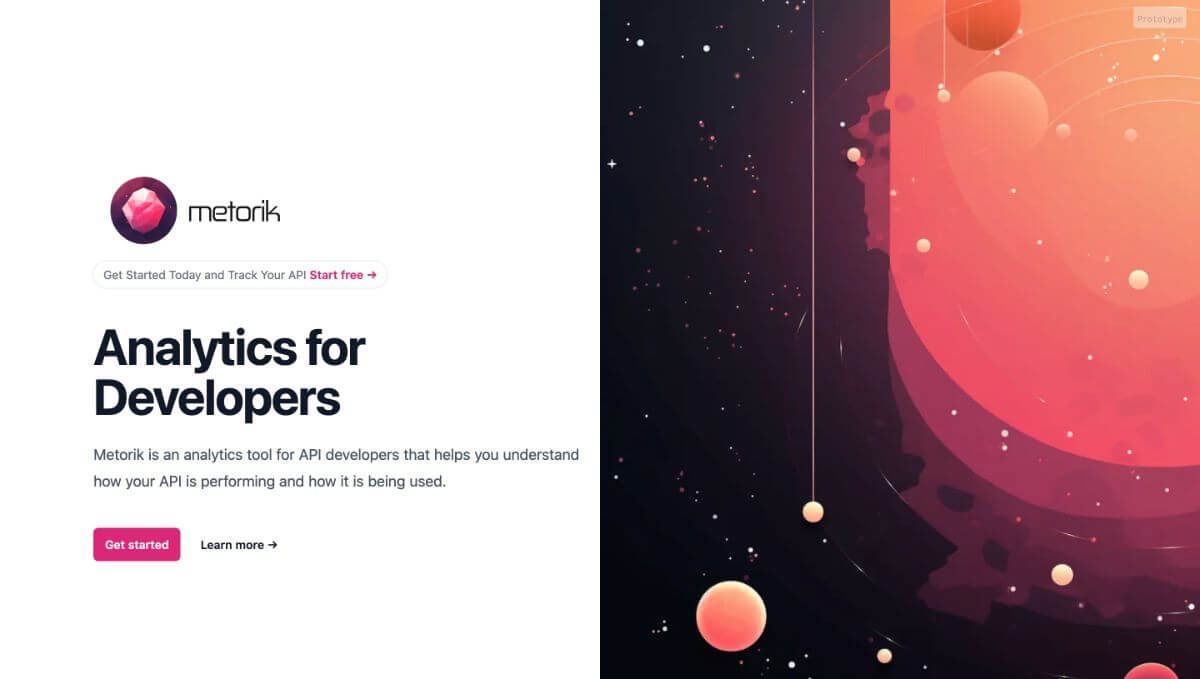 Prototype
metorik
Get Started Today and Track Your API Start free →
Analytics for
Developers
Metorik is an analytics tool for API developers that helps you understand
how your API is performing and how it is being used.
Get started
Learn more →